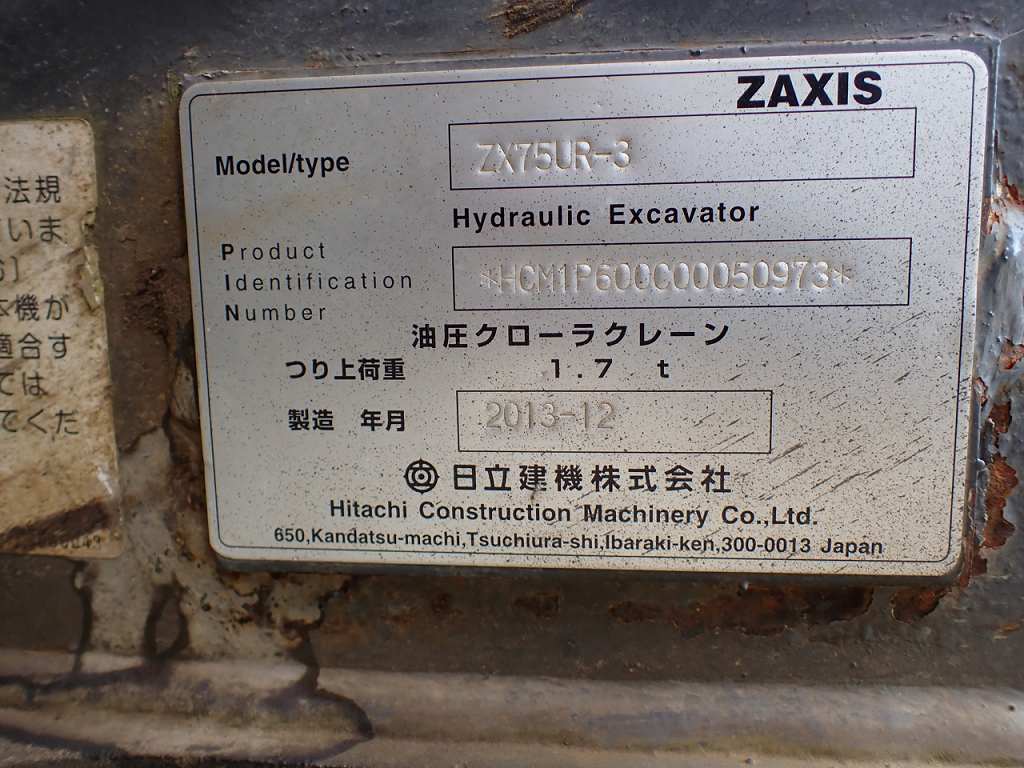 ZAXIS
Model/type ZX75UR-3
Hydraulic Excavator
Product
Identification
Number
*HCM1P600C00050973*
油圧クローラクレーン
つり上荷重 1.7 t
製造 年月 2013-12
日立建機株式会社
Hitachi Construction Machinery Co.,Ltd.
650,Kandatsu-machi,Tsuchiura-shi,Ibaraki-ken,300-0013 Japan
法規
いま
本機が
適合す
ては
てくだ